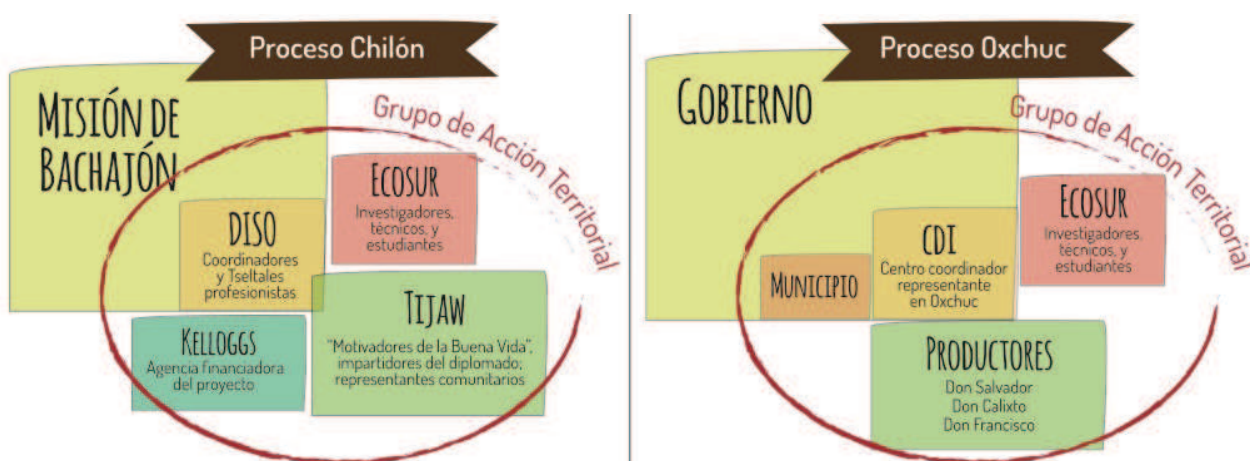 Proceso Chilón
Misión de
Bachajón
Grupo de Acción Territorial
Ecosur
Investigadores,
técnicos, y
estudiantes
DISO
Coordinadores
y Tseltales
profesionistas
Tijaw
"Motivadores de la Buena Vida",
impartidores del diplomado;
representantes comunitarios
Kelloggs
Agencia financiadora
del proyecto
Proceso Oxchuc
Gobierno
Grupo de Acción Territorial
Ecosur
Investigadores,
técnicos, y
estudiantes
CDI
Centro coordinador
representante
en Oxchuc
Municipio
Productores
Don Salvador
Don Calixto
Don Francisco